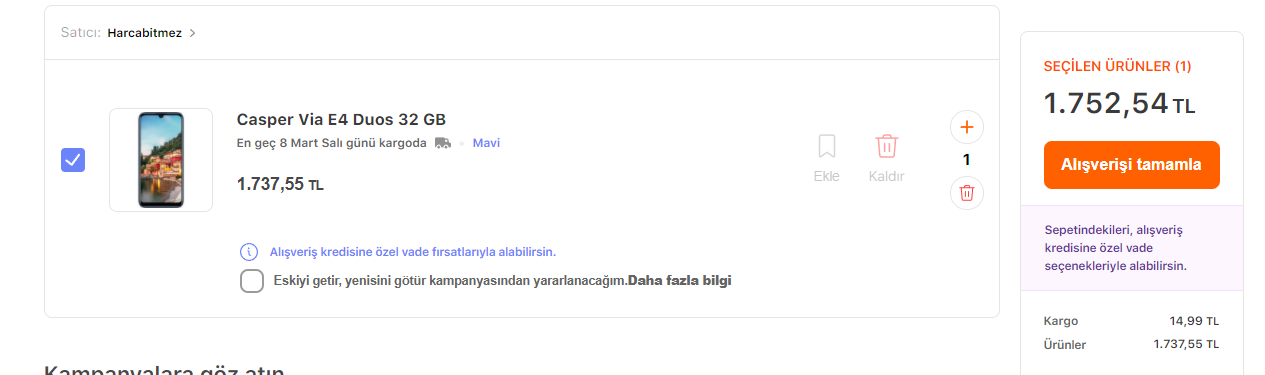 Satıcı: Harcabitmez
Casper Via E4 Duos 32 GB
En geç 8 Mart Salı günü kargoda Mavi
1.737,55 TL
Ekle
Kaldır
1
Alışveriş kredisine özel vade fırsatlarıyla alabilirsin.
Eskiyi getir, yenisini götür kampanyasından yararlanacağım.Daha fazla bilgi
Kampanyalara göz atın
SEÇİLEN ÜRÜNLER (1)
1.752,54 TL
Alışverişi tamamla
Sepetindekileri, alışveriş
kredisine özel vade
seçenekleriyle alabilirsin.
Kargo 14,99 TL
Ürünler 1.737,55 TL